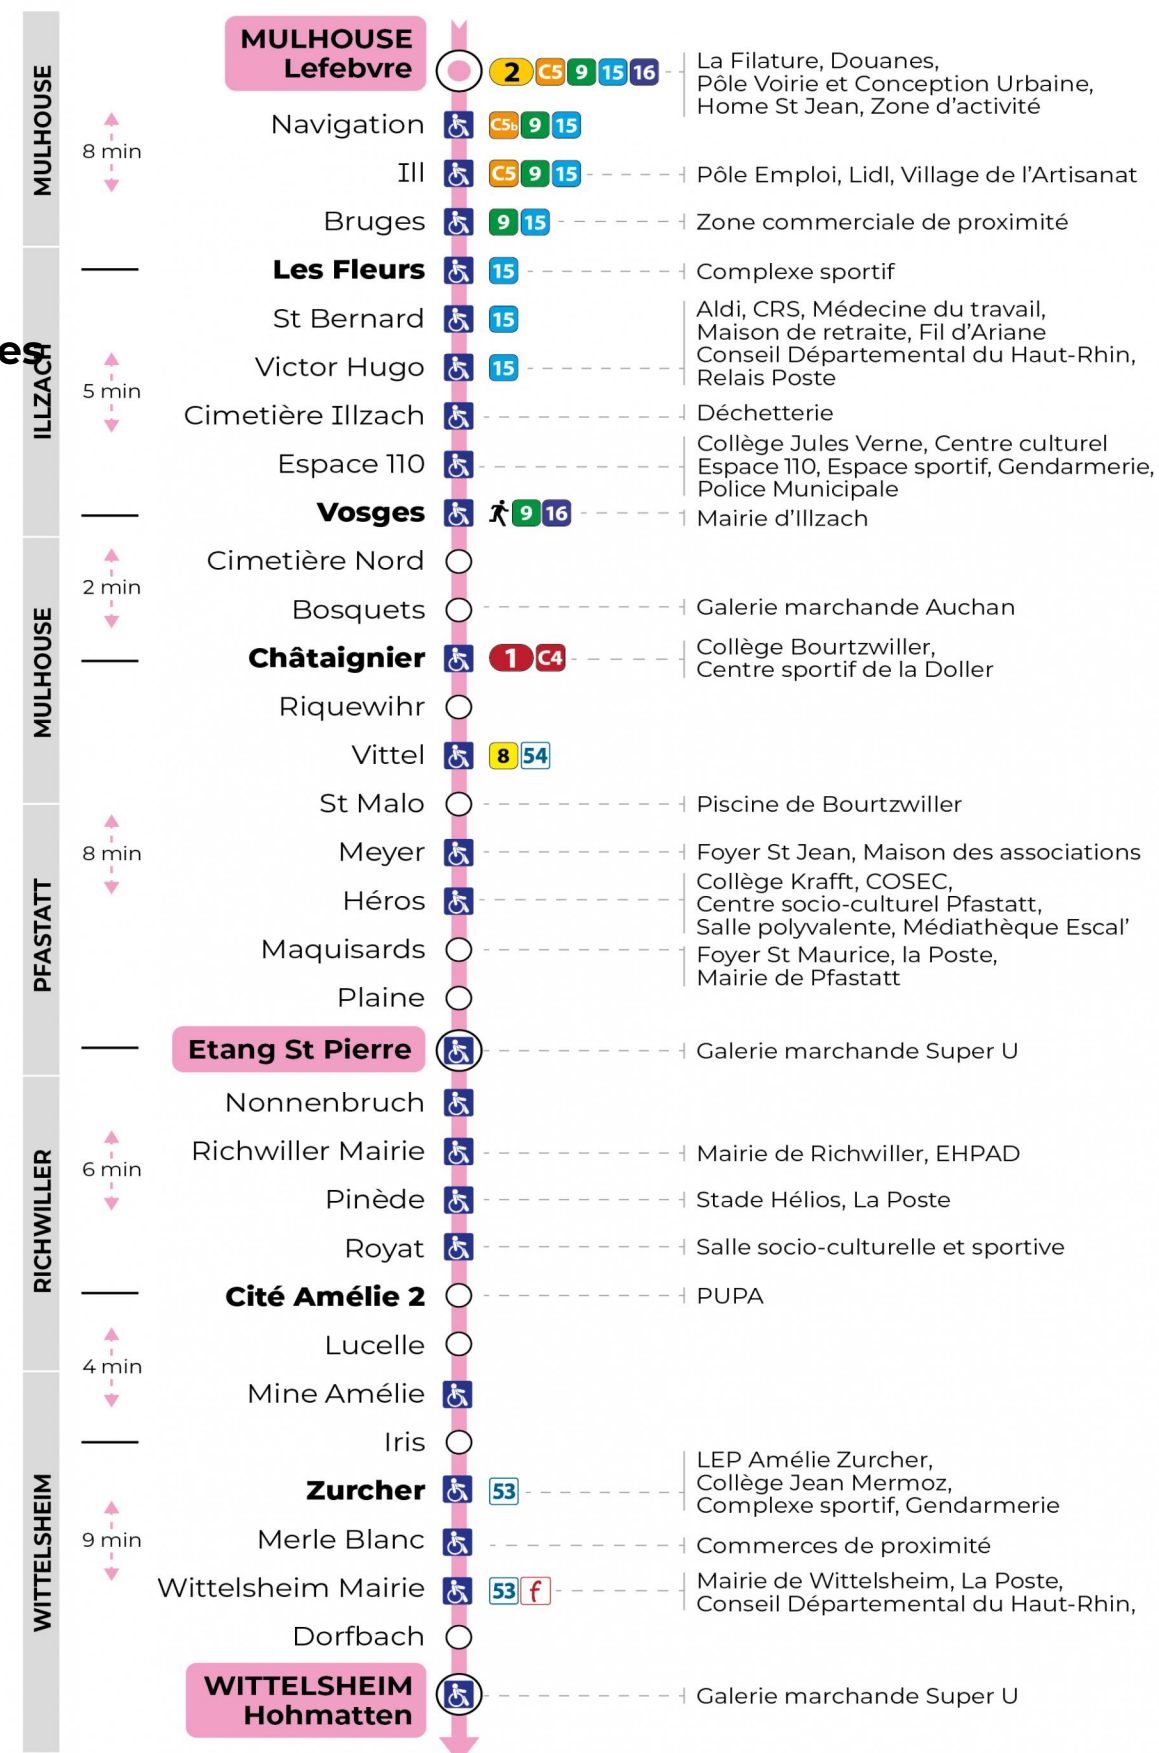 MULHOUSE
Lefebvre
2 C5 9 15 16
La Filature, Douanes,
Pôle Voirie et Conception Urbaine,
Home St Jean, Zone d'activité
MULHOUSE
8 min
Navigation
C5b 9 15
Ill
C5 9 15
Pôle Emploi, Lidl, Village de l'Artisanat
Bruges
9 15
Zone commerciale de proximité
Les Fleurs
15
Complexe sportif
St Bernard
15
Aldi, CRS, Médecine du travail,
Maison de retraite, Fil d'Ariane
es
ILLZACH
5 min
Victor Hugo
15
Conseil Départemental du Haut-Rhin,
Relais Poste
Cimetière Illzach
Déchetterie
Espace 110
Collège Jules Verne, Centre culturel
Espace 110, Espace sportif, Gendarmerie,
Police Municipale
Vosges
9 16
Mairie d'Illzach
2 min
Cimetière Nord
MULHOUSE
Bosquets
Galerie marchande Auchan
Châtaignier
1 C4
Collège Bourtzwiller,
Centre sportif de la Doller
Riquewihr
Vittel
8 54
St Malo
Piscine de Bourtzwiller
8 min
Meyer
Foyer St Jean, Maison des associations
PFASTATT
Héros
Collège Krafft, COSEC,
Centre socio-culturel Pfastatt,
Salle polyvalente, Médiathèque Escal'
Maquisards
Foyer St Maurice, la Poste,
Mairie de Pfastatt
Plaine
Etang St Pierre
Galerie marchande Super U
Nonnenbruch
RICHWILLER
6 min
Richwiller Mairie
Mairie de Richwiller, EHPAD
Pinède
Stade Hélios, La Poste
Royat
Salle socio-culturelle et sportive
Cité Amélie 2
PUPA
Lucelle
4 min
Mine Amélie
Iris
WITTELSHEIM
Zurcher
53
LEP Amélie Zurcher,
Collège Jean Mermoz,
Complexe sportif, Gendarmerie
9 min
Merle Blanc
Commerces de proximité
Wittelsheim Mairie
53 f
Mairie de Wittelsheim, La Poste,
Conseil Départemental du Haut-Rhin,
Dorfbach
WITTELSHEIM
Hohmatten
Galerie marchande Super U